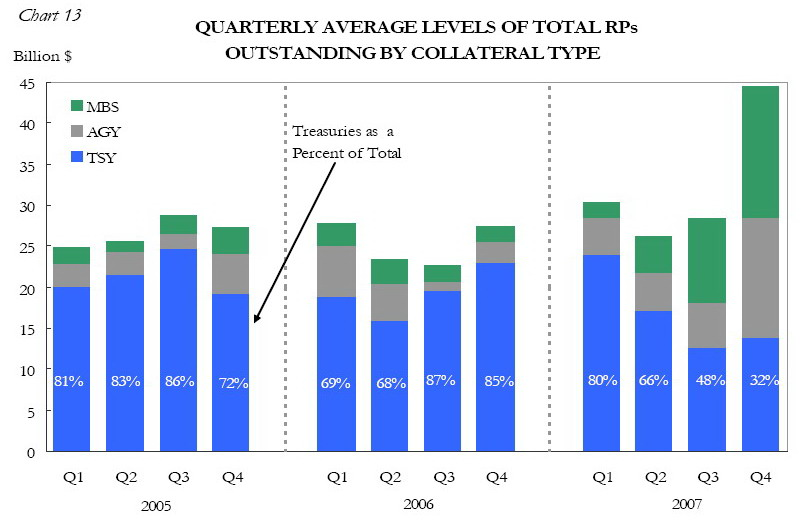 Chart 13
QUARTERLY AVERAGE LEVELS OF TOTAL RPs
OUTSTANDING BY COLLATERAL TYPE
Billion $
45
40
35
30
25
20
15
10
5
0
MBS
AGY
TSY
Treasuries as a
Percent of Total
81% 83% 86% 72% 69% 68% 87% 85% 80% 66% 48% 32%
Q1 Q2 Q3 Q4 Q1 Q2 Q3 Q4 Q1 Q2 Q3 Q4
2005 2006 2007